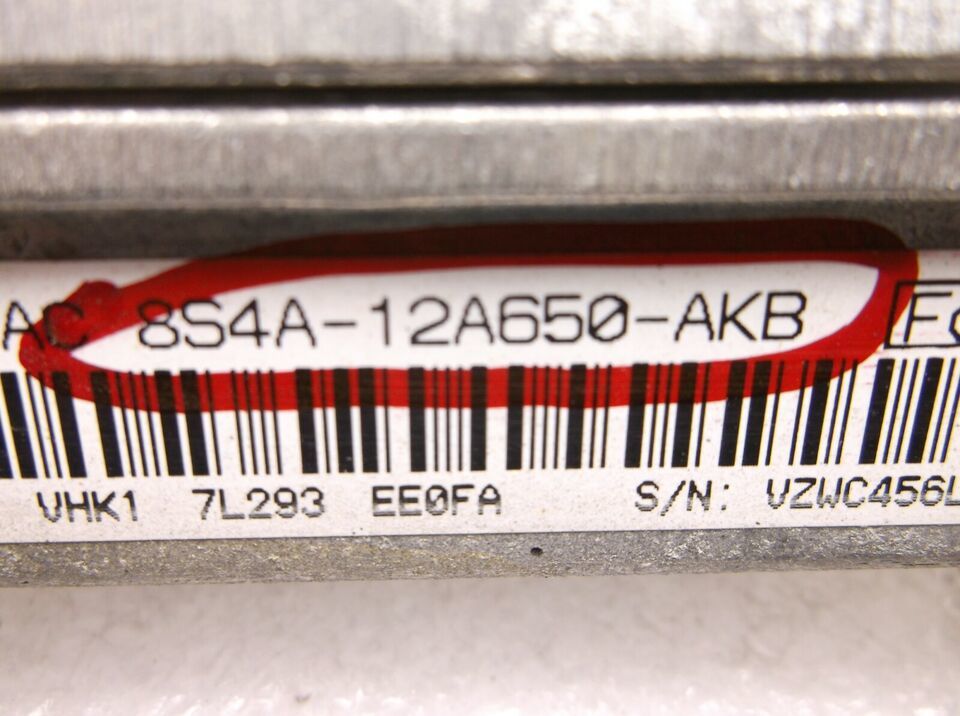 AC 8S4A-12A650-AKB
VHK1 7L293 EE0FA S/N: VZWC456L